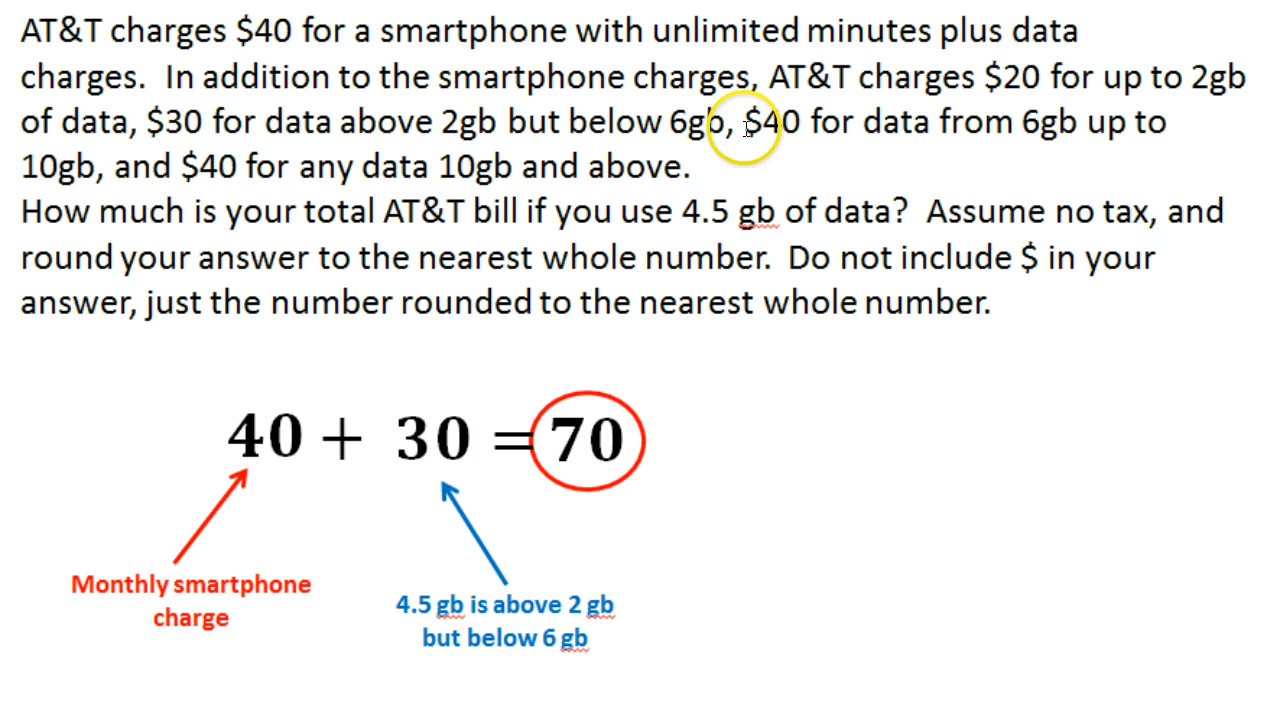 AT&T charges $40 for a smartphone with unlimited minutes plus data
charges.  In addition to the smartphone charges, AT&T charges $20 for up to 2gb
of data, $30 for data above 2gb but below 6gb, $40 for data from 6gb up to
10gb, and $40 for any data 10gb and above.
How much is your total AT&T bill if you use 4.5 gb of data?  Assume no tax, and
round your answer to the nearest whole number.  Do not include $ in your
answer, just the number rounded to the nearest whole number.
40 + 30 = 70
Monthly smartphone
charge
4.5 gb is above 2 gb
but below 6 gb